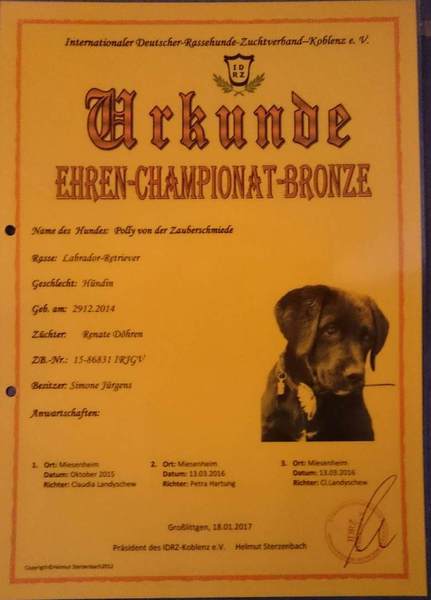 Internationaler Deutscher-Rassehunde-Zuchtverband–Koblenz e. V.
I D
R Z
Urkunde
EHREN-CHAMPIONAT-BRONZE
Name des Hundes: Polly von der Zauberschmiede
Rasse: Labrador-Retriever
Geschlecht: Hündin
Geb. am: 2912.2014
Züchter: Renate Döhren
ZB.-Nr.: 15-86831 IRJGV
Besitzer: Simone Jürgens
Anwartschaften:
1. Ort: Miesenheim
Datum: Oktober 2015
Richter: Claudia Landyschew
2. Ort: Miesenheim
Datum: 13.03.2016
Richter: Petra Hartung
3. Ort: Miesenheim
Datum: 13.03.2016
Richter: Cl.Landyschew
IDRZ
Großlittgen, 18.01.2017
Präsident des IDRZ-Koblenz e.V. Helmut Sterzenbach
Copyright©Helmut Sterzenbach2012